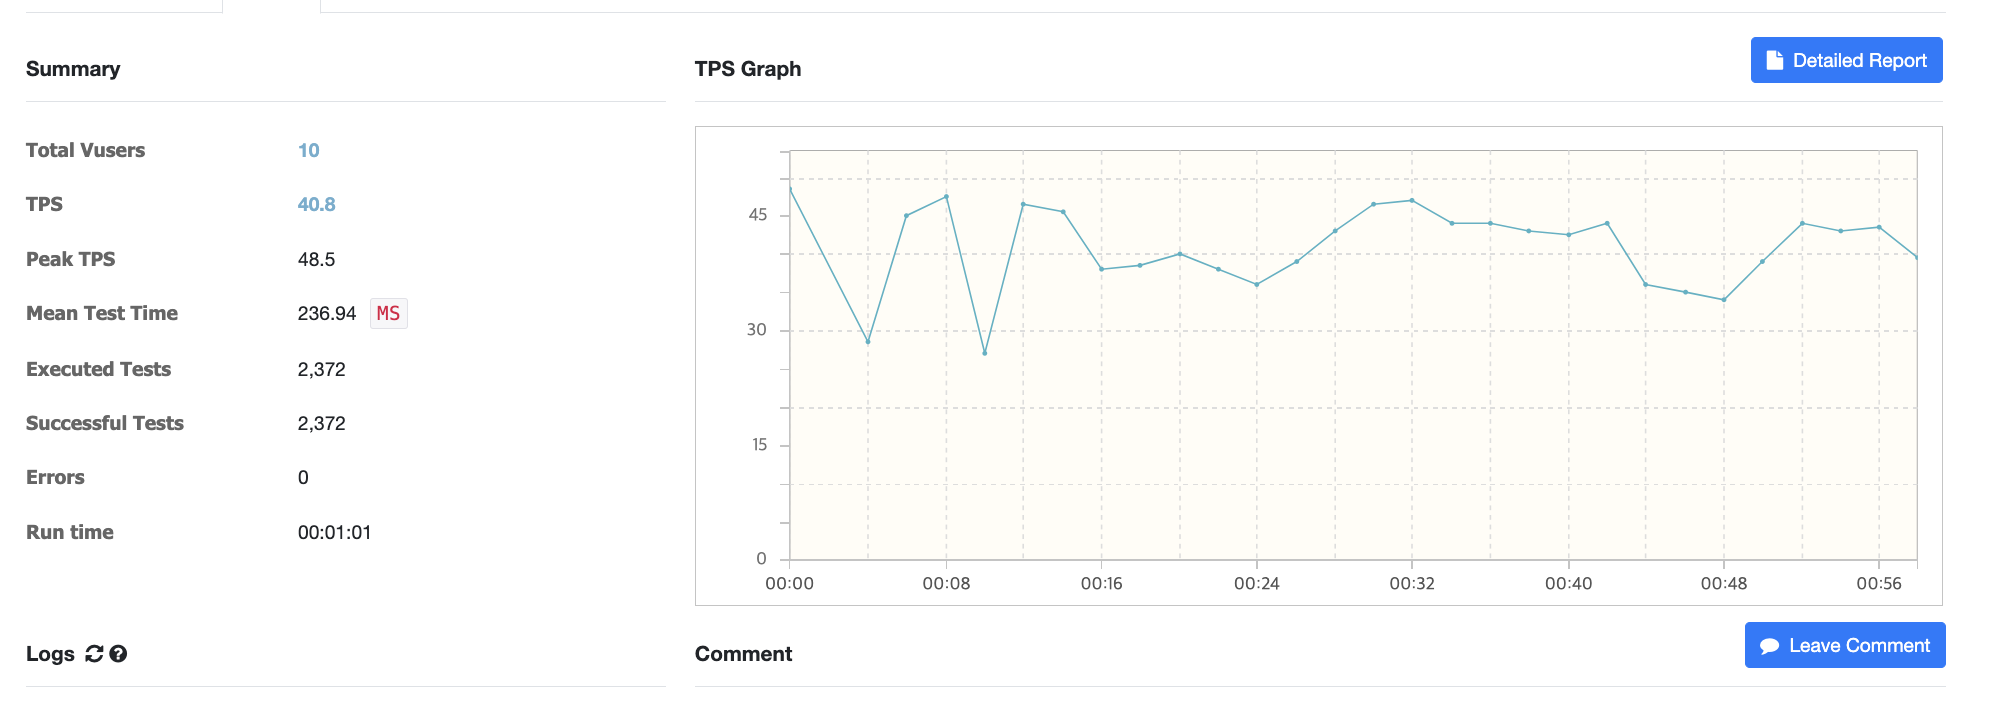 Summary
Total Vusers 10
TPS 40.8
Peak TPS 48.5
Mean Test Time 236.94 MS
Executed Tests 2,372
Successful Tests 2,372
Errors 0
Run time 00:01:01
TPS Graph
Detailed Report
45
30
15
0
00:00 00:08 00:16 00:24 00:32 00:40 00:48 00:56
Logs
Comment
Leave Comment